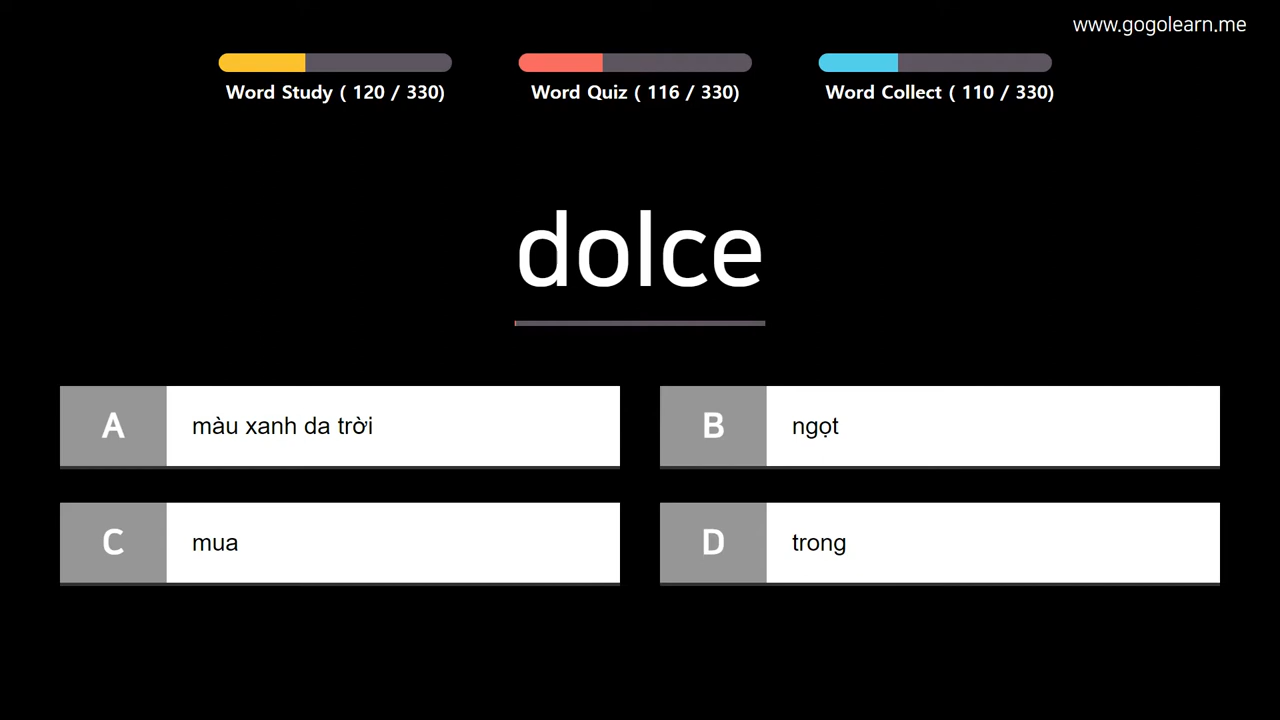 www.gogolearn.me
Word Study ( 120 / 330)
Word Quiz ( 116 / 330)
Word Collect ( 110 / 330)
dolce
A màu xanh da trời
B ngọt
C mua
D trong